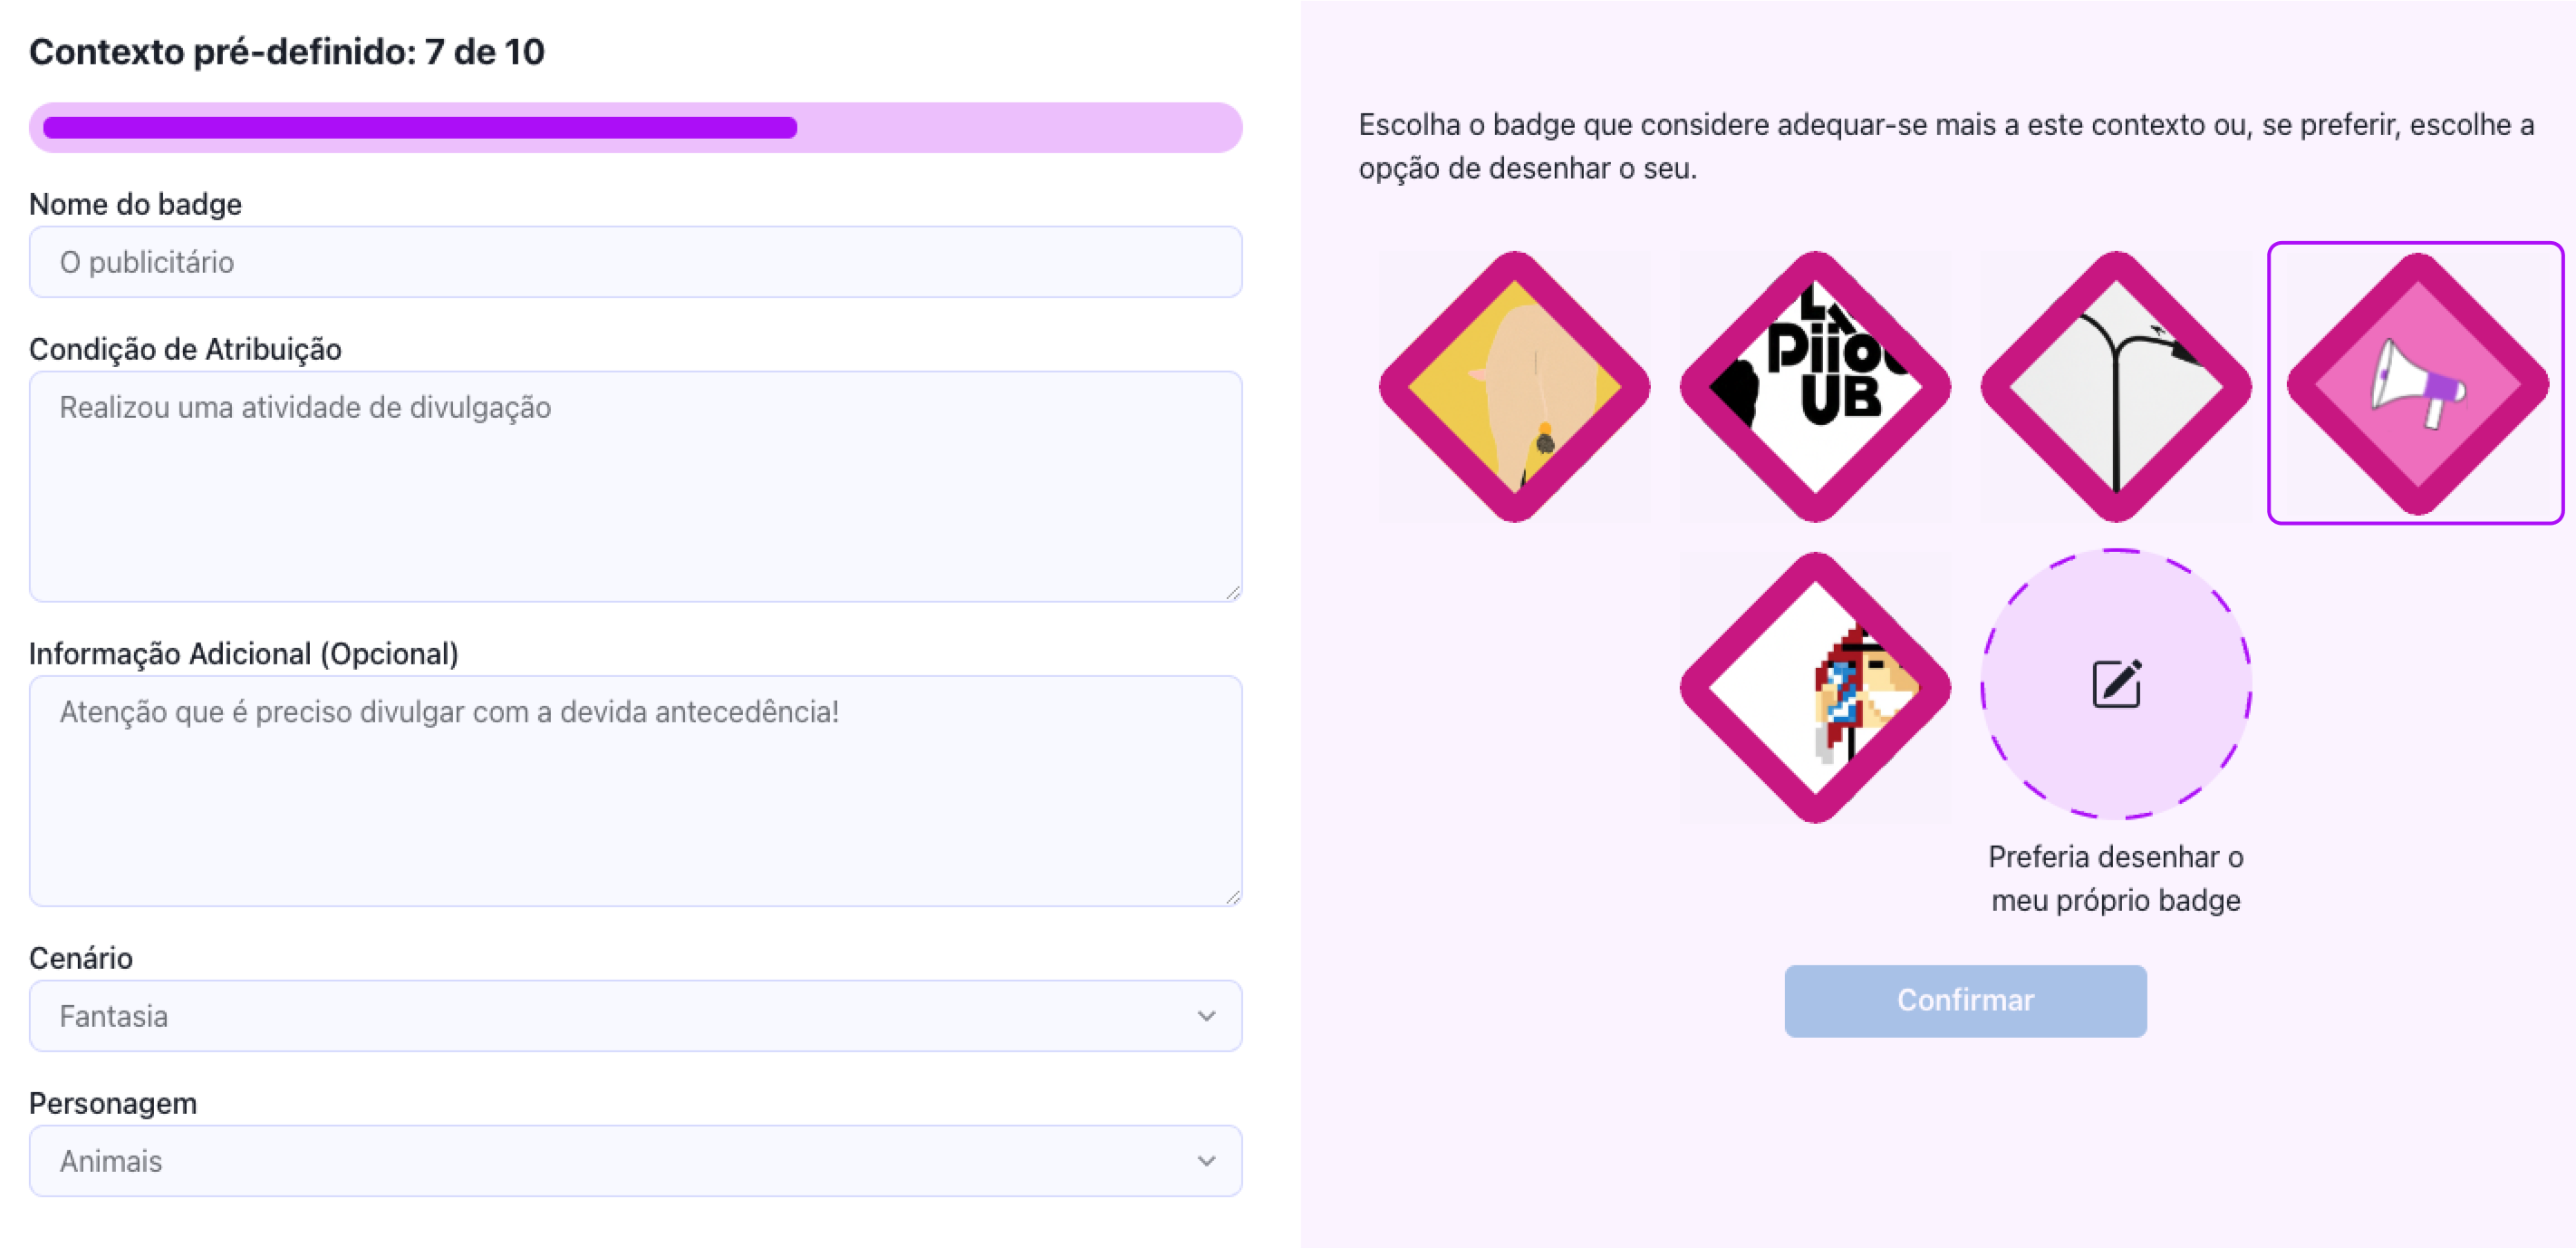 Contexto pré-definido: 7 de 10
Nome do badge
O publicitário
Condição de Atribuição
Realizou uma atividade de divulgação
Informação Adicional (Opcional)
Atenção que é preciso divulgar com a devida antecedência!
Cenário
Fantasia
Personagem
Animais
Escolha o badge que considere adequar-se mais a este contexto ou, se preferir, escolhe a
opção de desenhar o seu.
UB
Preferia desenhar o
meu próprio badge
Confirmar